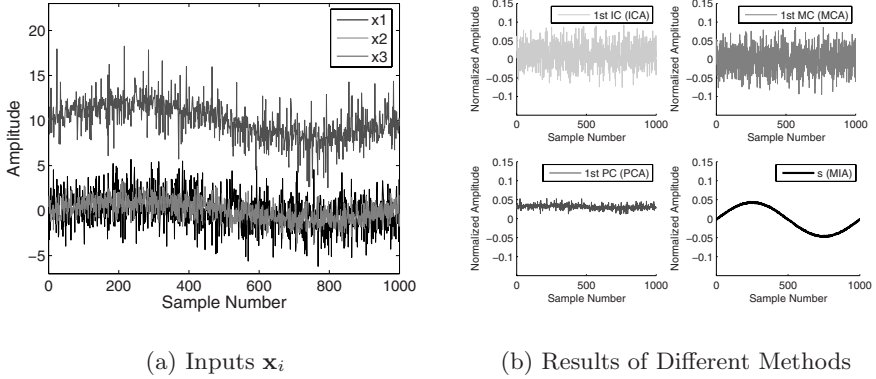 x1
x2
x3
20
15
10
5
0
−5
Amplitude
0 200 400 600 800 1000
Sample Number
(a) Inputs xᵢ
1st IC (ICA)
0.15
0.1
0.05
0
−0.05
−0.1
Normalized Amplitude
0 500 1000
Sample Number
1st MC (MCA)
0.15
0.1
0.05
0
−0.05
−0.1
Normalized Amplitude
0 500 1000
Sample Number
1st PC (PCA)
0.15
0.1
0.05
0
−0.05
−0.1
Normalized Amplitude
0 500 1000
Sample Number
s (MIA)
0.15
0.1
0.05
0
−0.05
−0.1
Normalized Amplitude
0 500 1000
Sample Number
(b) Results of Different Methods